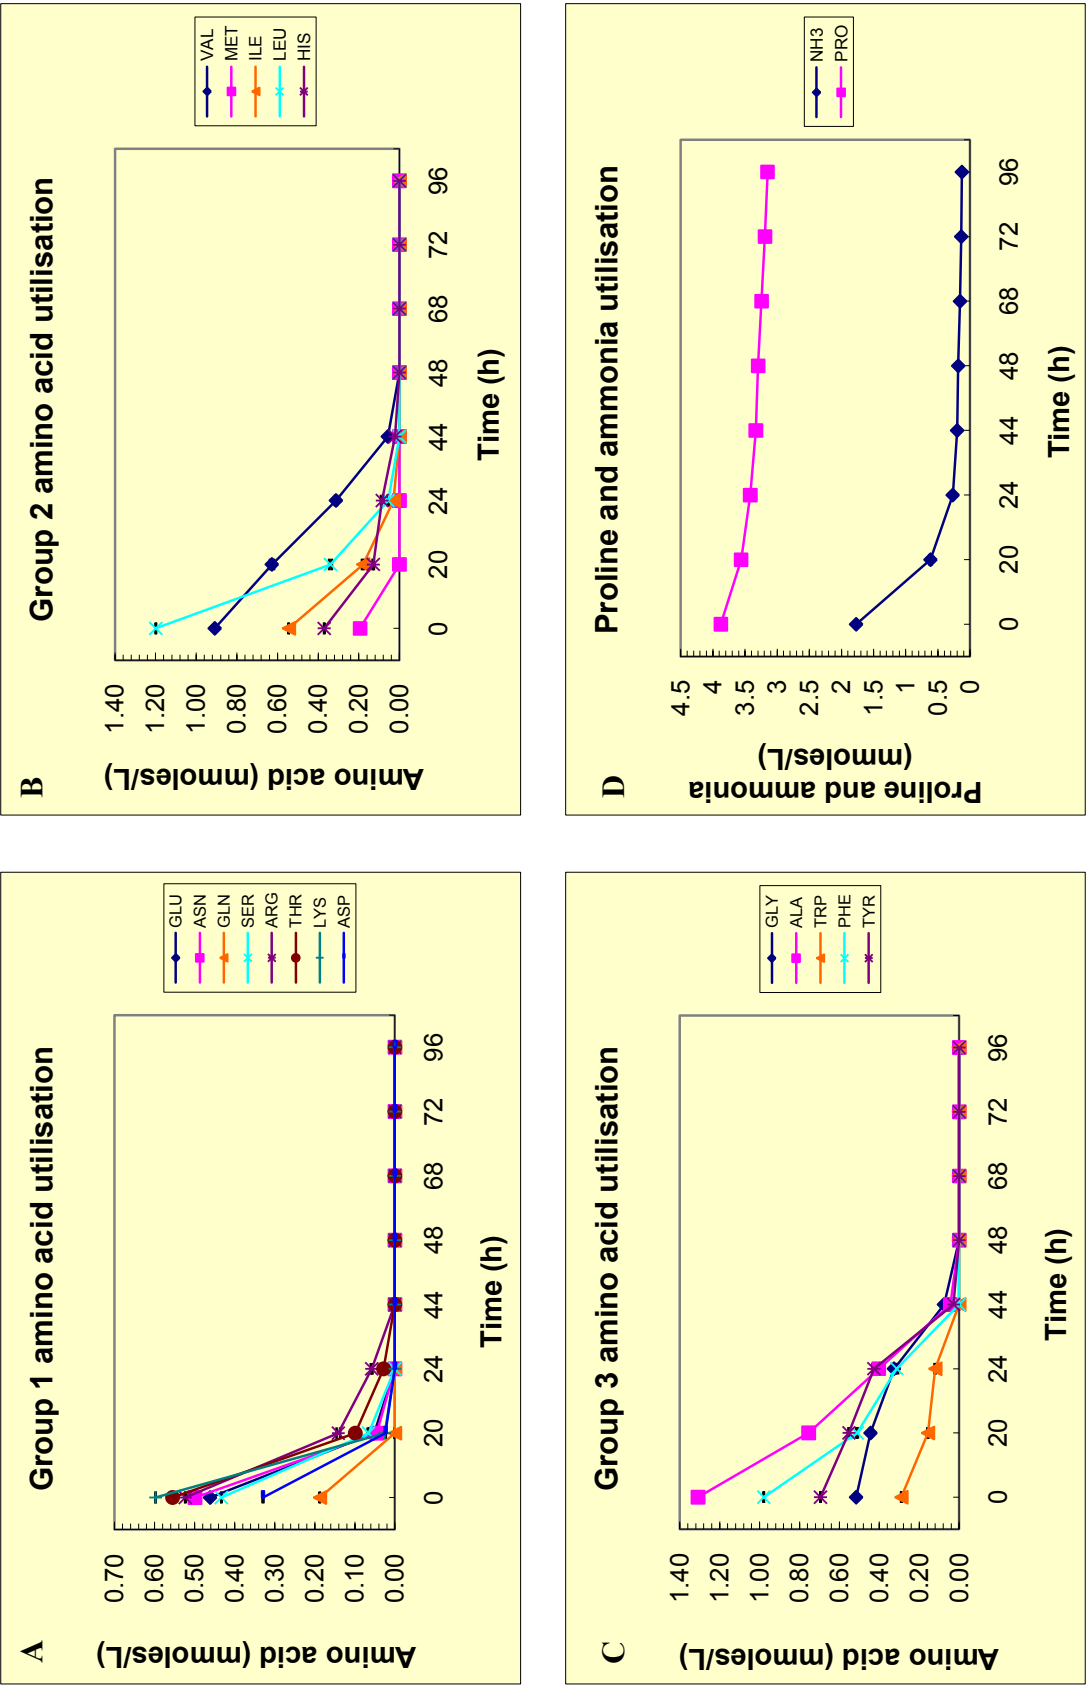 A
Group 1 amino acid utilisation
Amino acid (mmoles/L)
0.70
0.60
0.50
0.40
0.30
0.20
0.10
0.00
0 20 24 44 48 68 72 96
Time (h)
GLU
ASN
GLN
SER
ARG
THR
LYS
ASP
B
Group 2 amino acid utilisation
Amino acid (mmoles/L)
1.40
1.20
1.00
0.80
0.60
0.40
0.20
0.00
0 20 24 44 48 68 72 96
Time (h)
VAL
MET
ILE
LEU
HIS
C
Group 3 amino acid utilisation
Amino acid (mmoles/L)
1.40
1.20
1.00
0.80
0.60
0.40
0.20
0.00
0 20 24 44 48 68 72 96
Time (h)
GLY
ALA
TRP
PHE
TYR
D
Proline and ammonia utilisation
Proline and ammonia
(mmoles/L)
4.5
4
3.5
3
2.5
2
1.5
1
0.5
0
0 20 24 44 48 68 72 96
Time (h)
NH3
PRO